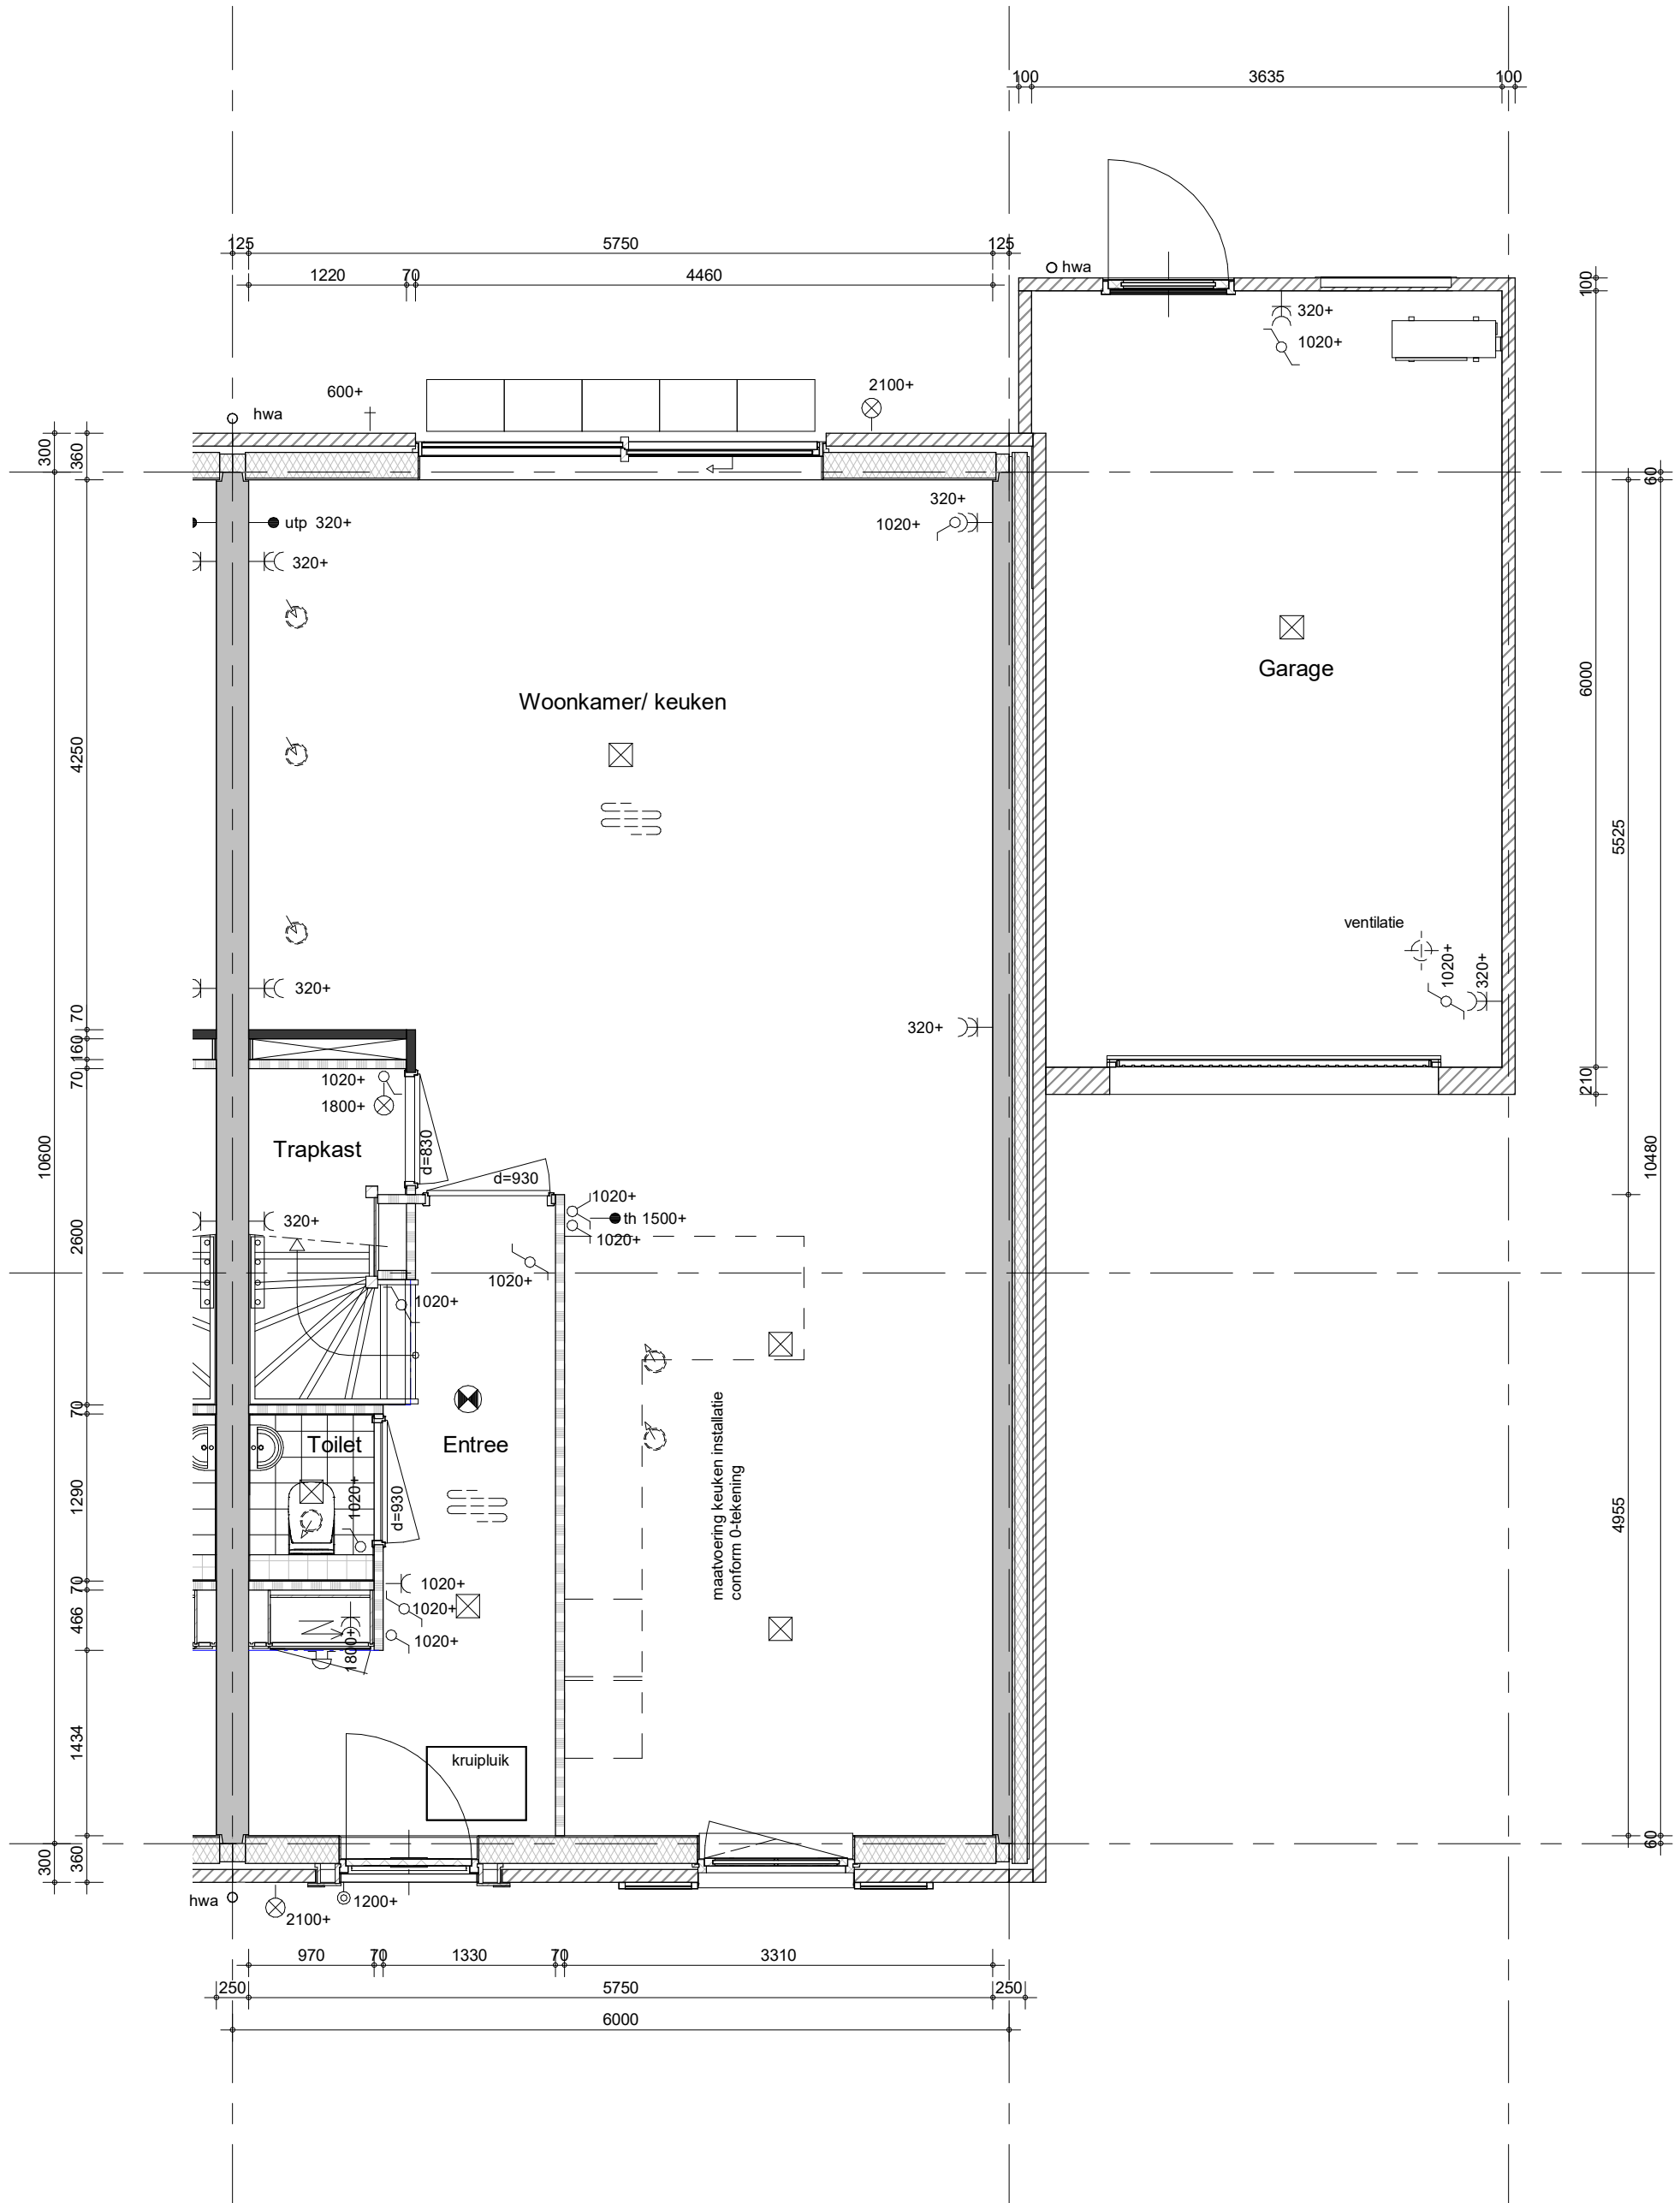 100 3635 100
125 5750 125
1220 70 4460
hwa
100
320+
1020+
600+
2100+
hwa
300
360
60
utp 320+
320+
320+
1020+
Garage
Woonkamer/ keuken
6000
4250
5525
ventilatie
1020+
320+
320+
320+
70
160
70
1020+
1800+
210
Trapkast
d=830
d=930
10600
10480
1020+
th 1500+
1020+
320+
2600
1020+
1020+
maatvoering keuken installatie
conform 0-tekening
70
Toilet
Entree
1020+
d=930
1290
4955
70
1020+
1020+
1020+
466
1800+
1434
kruipluik
300
360
60
hwa
2100+
1200+
970 70 1330 70 3310
250 5750 250
6000